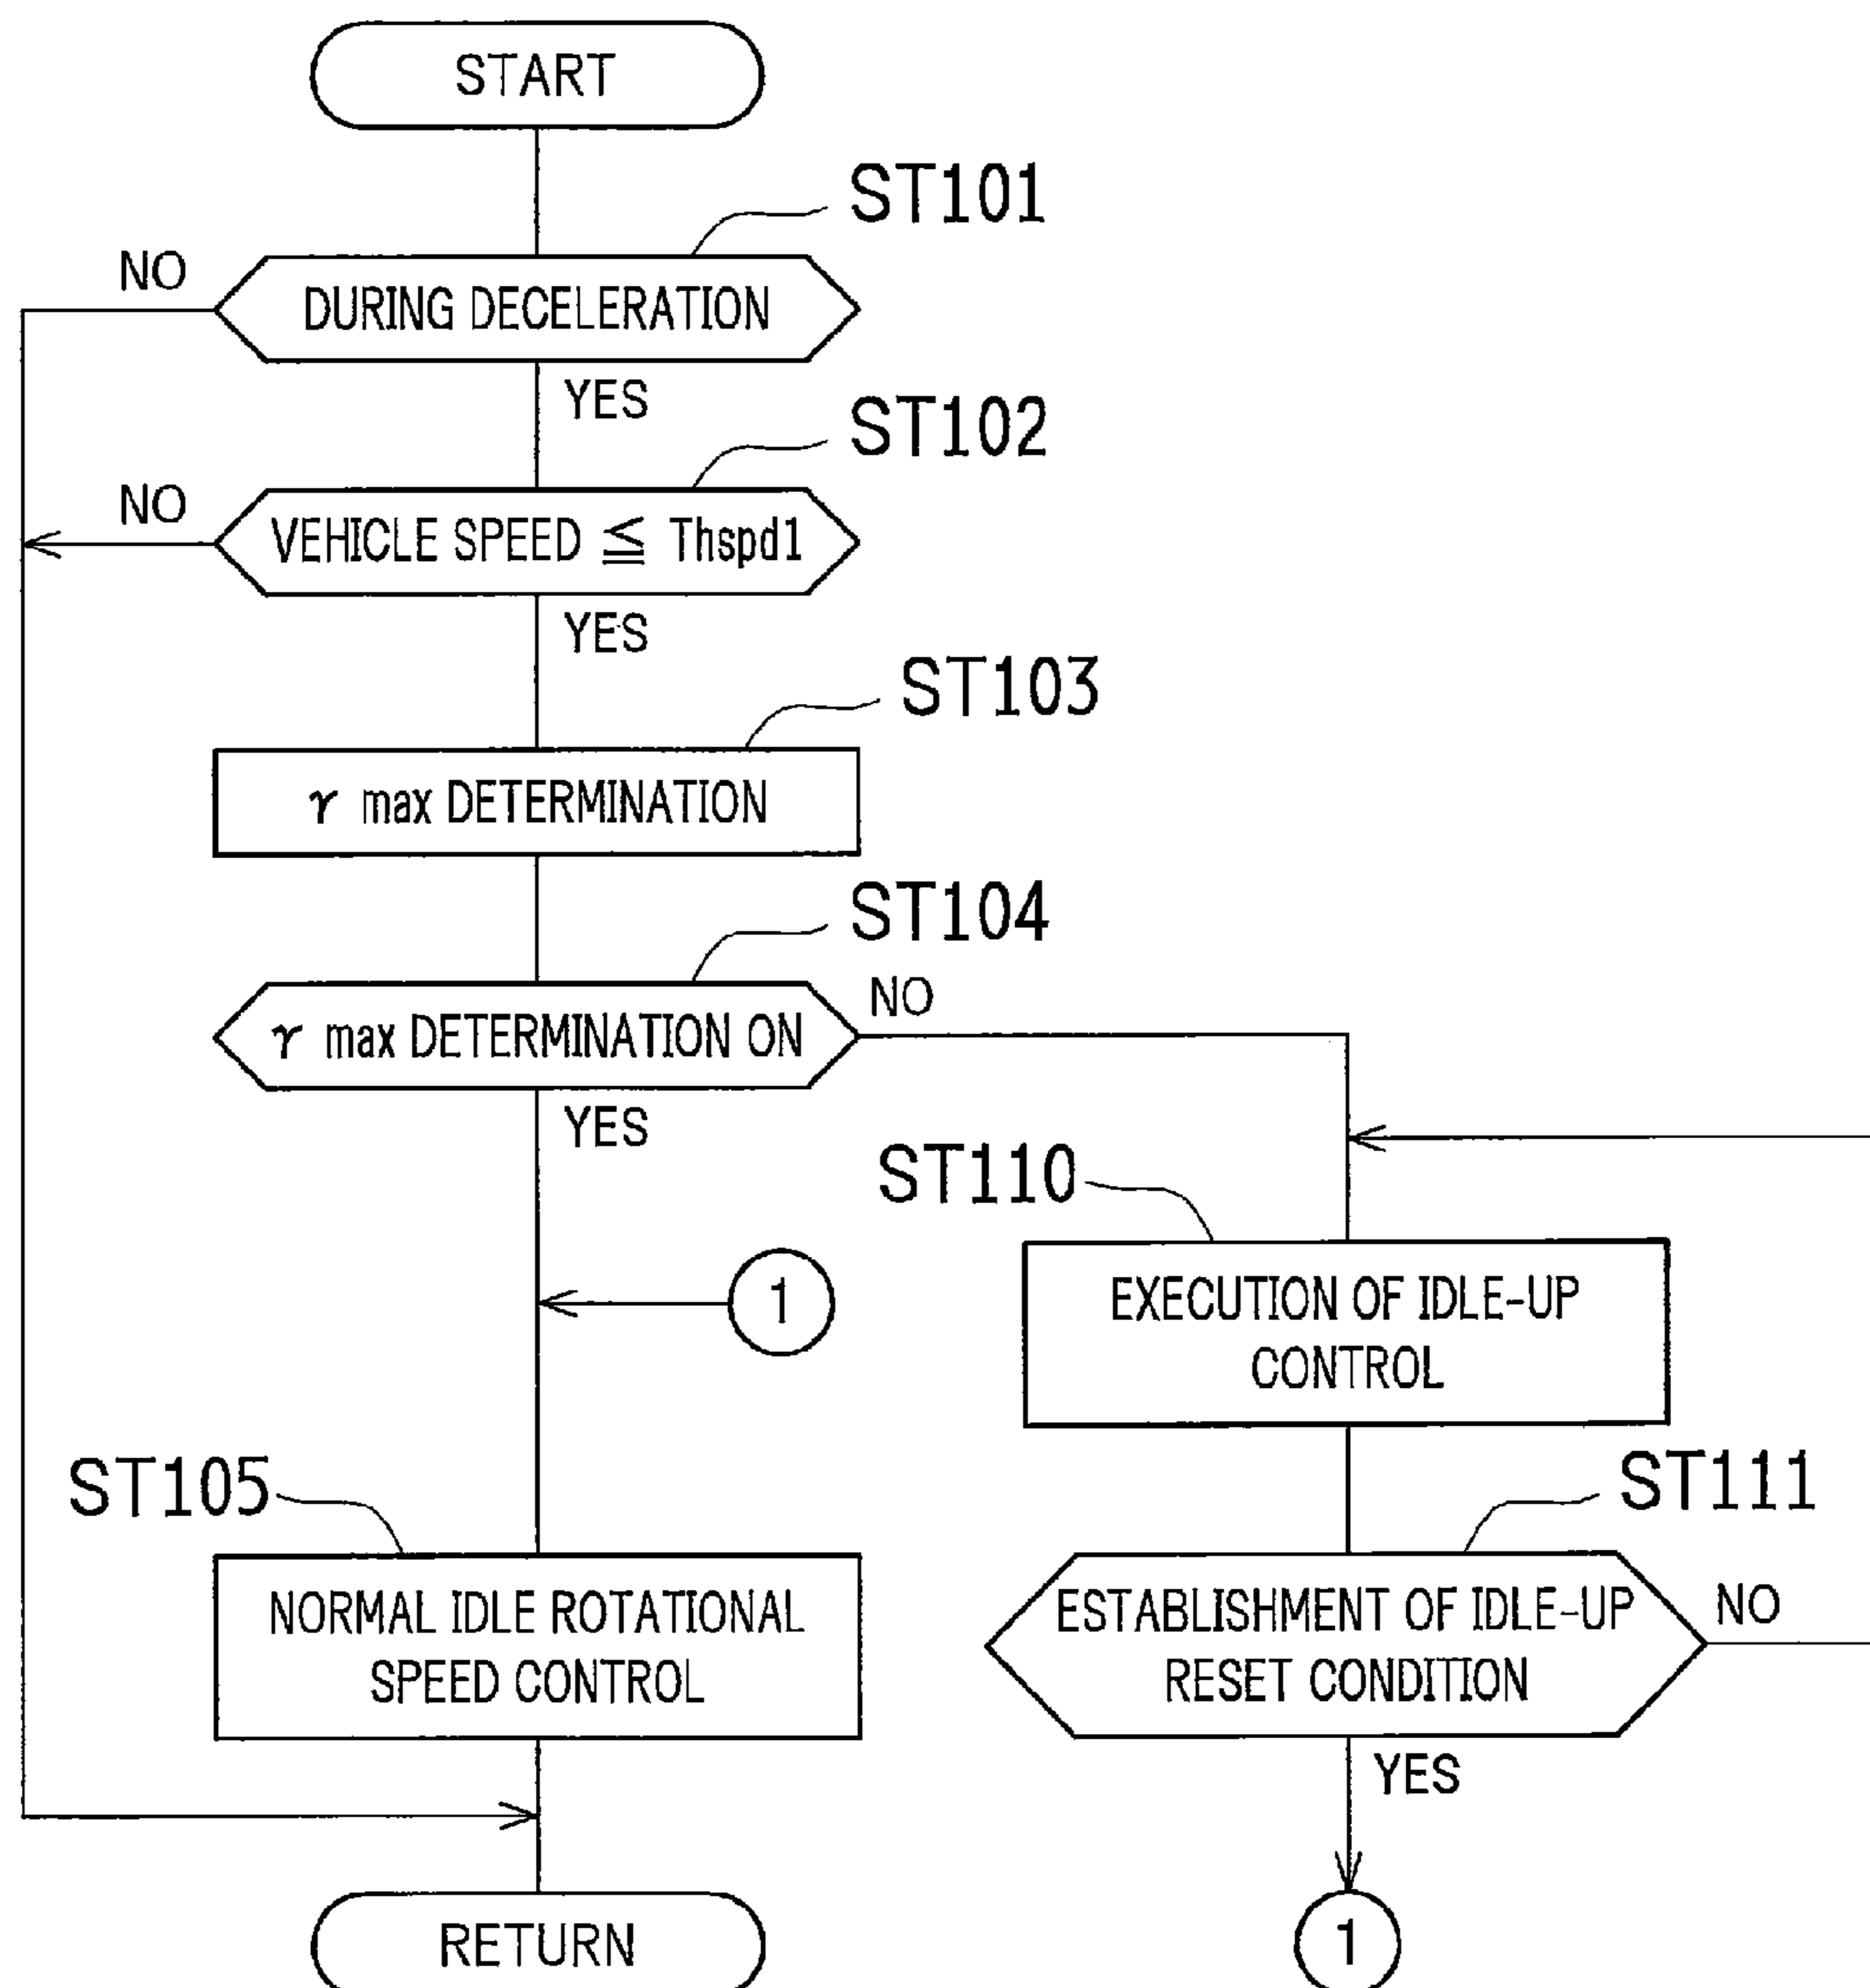 START
ST101
NO
DURING DECELERATION
YES
ST102
NO
VEHICLE SPEED ≦ Thspd1
YES
ST103
γ max DETERMINATION
ST104
NO
γ max DETERMINATION ON
YES
ST110
1
EXECUTION OF IDLE-UP
CONTROL
ST105
ST111
NORMAL IDLE ROTATIONAL
SPEED CONTROL
ESTABLISHMENT OF IDLE-UP
RESET CONDITION
NO
YES
RETURN
1